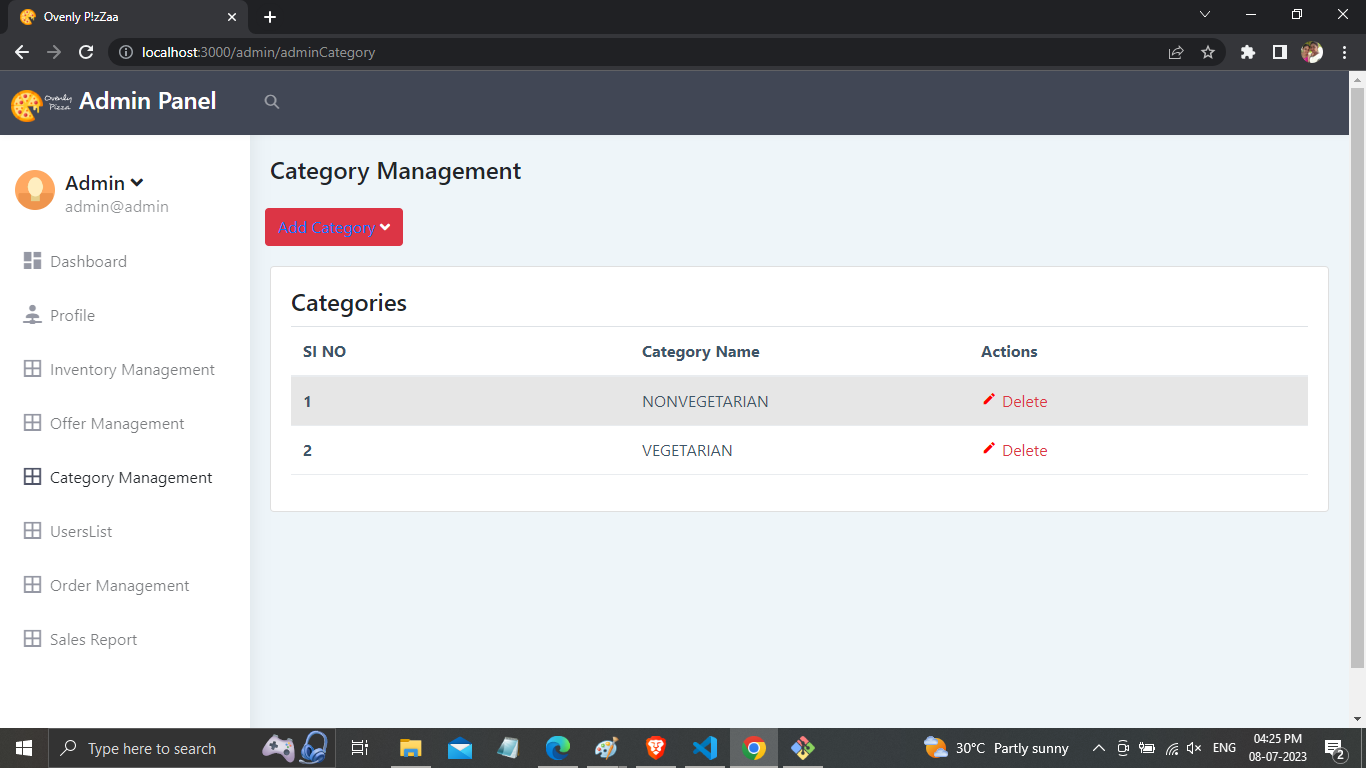 Ovenly P!zZaa
localhost:3000/admin/adminCategory
Ovenly
Pizza
Admin Panel
Admin
admin@admin
Dashboard
Profile
Inventory Management
Offer Management
Category Management
UsersList
Order Management
Sales Report
Category Management
Add Category
Categories
SI NO Category Name Actions
1 NONVEGETARIAN Delete
2 VEGETARIAN Delete
Type here to search
30°C Partly sunny
ENG
04:25 PM
08-07-2023
2